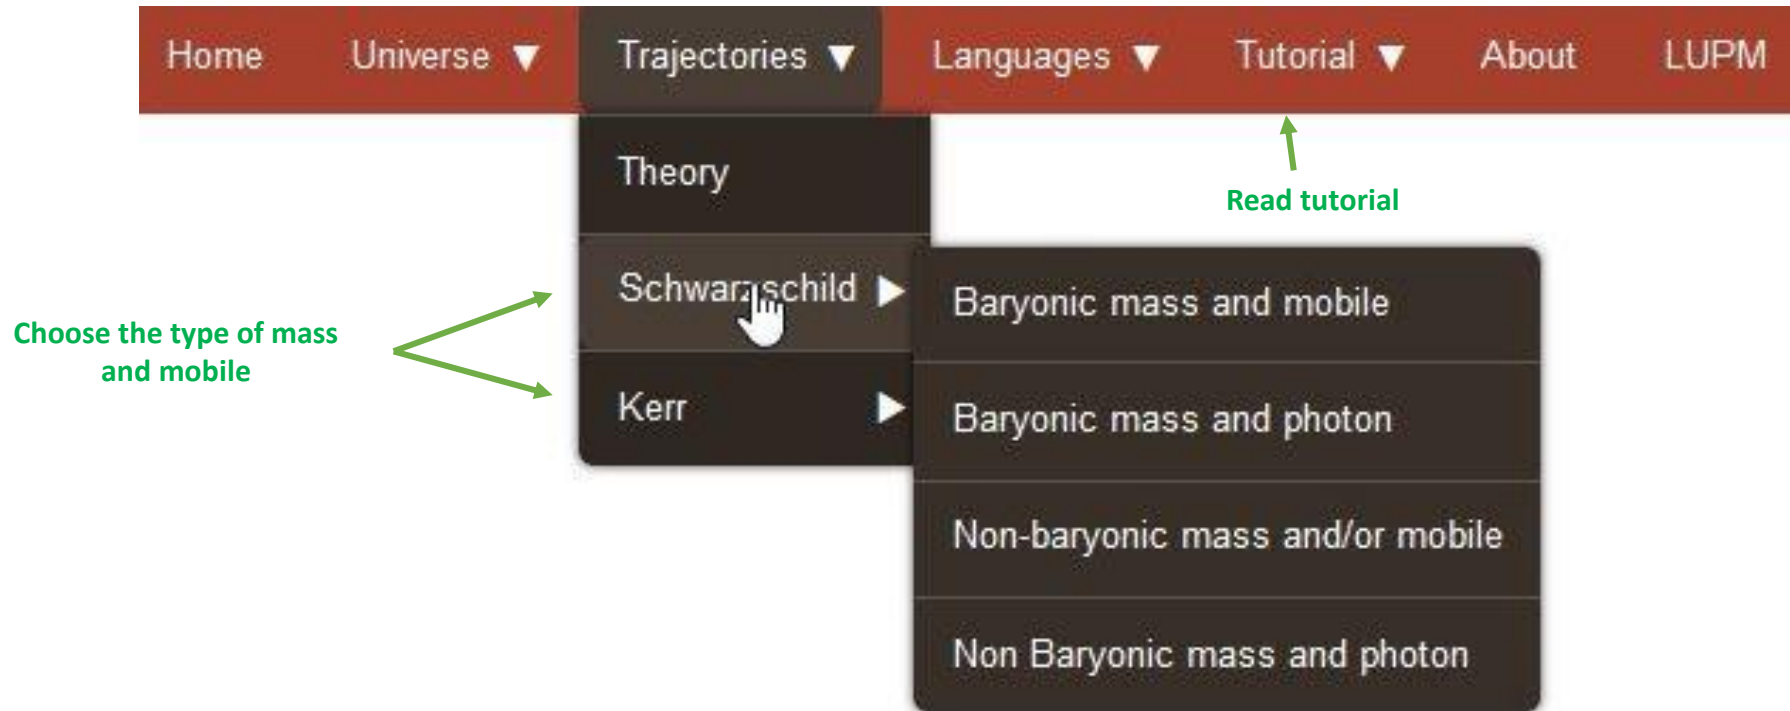 Home Universe ▼ Trajectories ▼ Languages ▼ Tutorial ▼ About LUPM
Theory
Read tutorial
Schwarzschild ▶
Baryonic mass and mobile
Choose the type of mass
and mobile
Kerr ▶
Baryonic mass and photon
Non-baryonic mass and/or mobile
Non Baryonic mass and photon